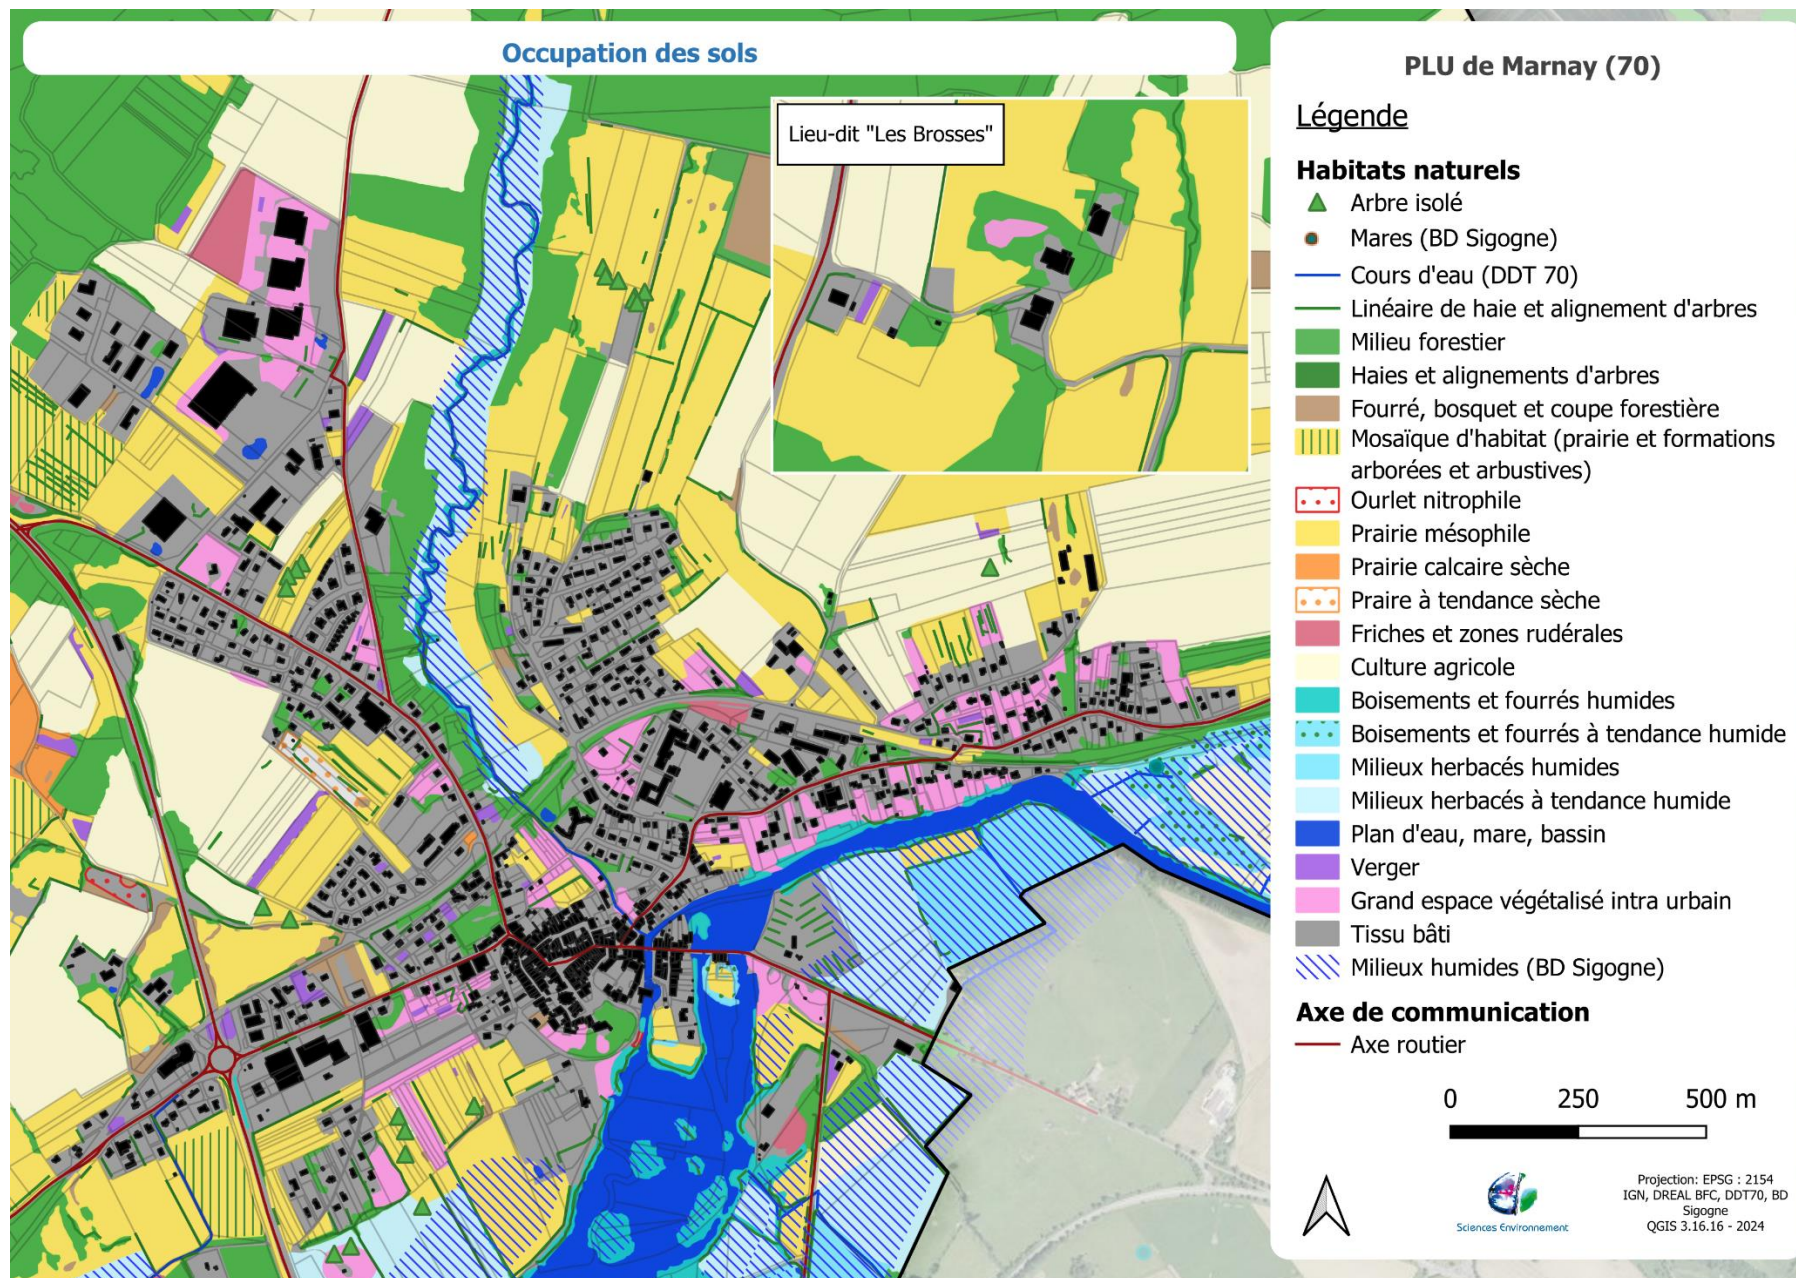 Occupation des sols
Lieu-dit "Les Brosses"
PLU de Marnay (70)
Légende
Habitats naturels
Arbre isolé
Mares (BD Sigogne)
Cours d'eau (DDT 70)
Linéaire de haie et alignement d'arbres
Milieu forestier
Haies et alignements d'arbres
Fourré, bosquet et coupe forestière
Mosaïque d'habitat (prairie et formations
arborées et arbustives)
Ourlet nitrophile
Prairie mésophile
Prairie calcaire sèche
Praire à tendance sèche
Friches et zones rudérales
Culture agricole
Boisements et fourrés humides
Boisements et fourrés à tendance humide
Milieux herbacés humides
Milieux herbacés à tendance humide
Plan d'eau, mare, bassin
Verger
Grand espace végétalisé intra urbain
Tissu bâti
Milieux humides (BD Sigogne)
Axe de communication
Axe routier
0 250 500 m
Sciences Environnement
Projection: EPSG : 2154
IGN, DREAL BFC, DDT70, BD
Sigogne
QGIS 3.16.16 - 2024